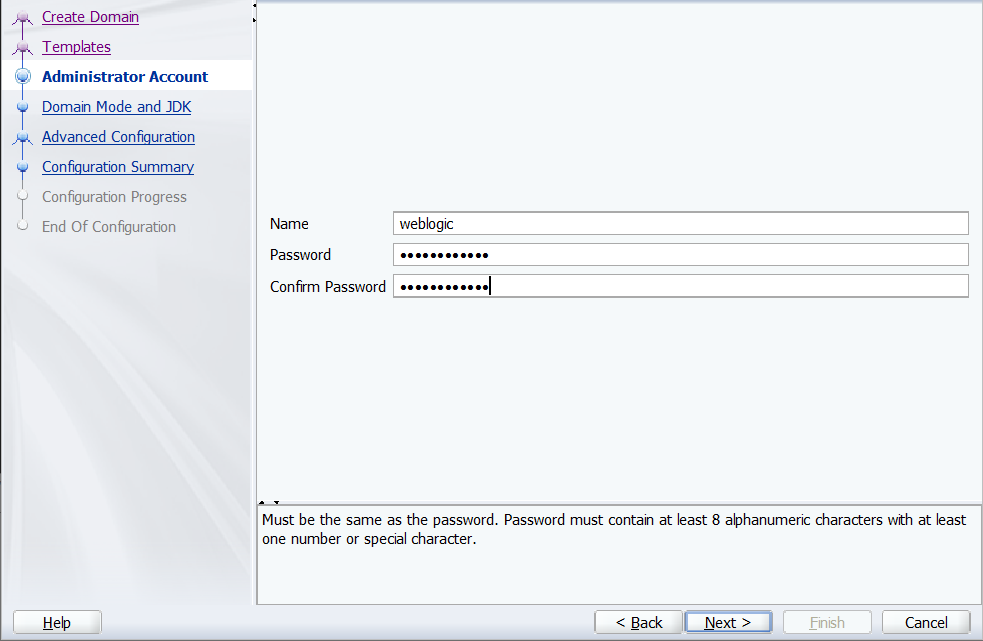 Create Domain
Templates
Administrator Account
Domain Mode and JDK
Advanced Configuration
Configuration Summary
Configuration Progress
End Of Configuration
Name weblogic
Password ••••••••••••
Confirm Password ••••••••••••
Must be the same as the password. Password must contain at least 8 alphanumeric characters with at least
one number or special character.
Help < Back Next > Finish Cancel